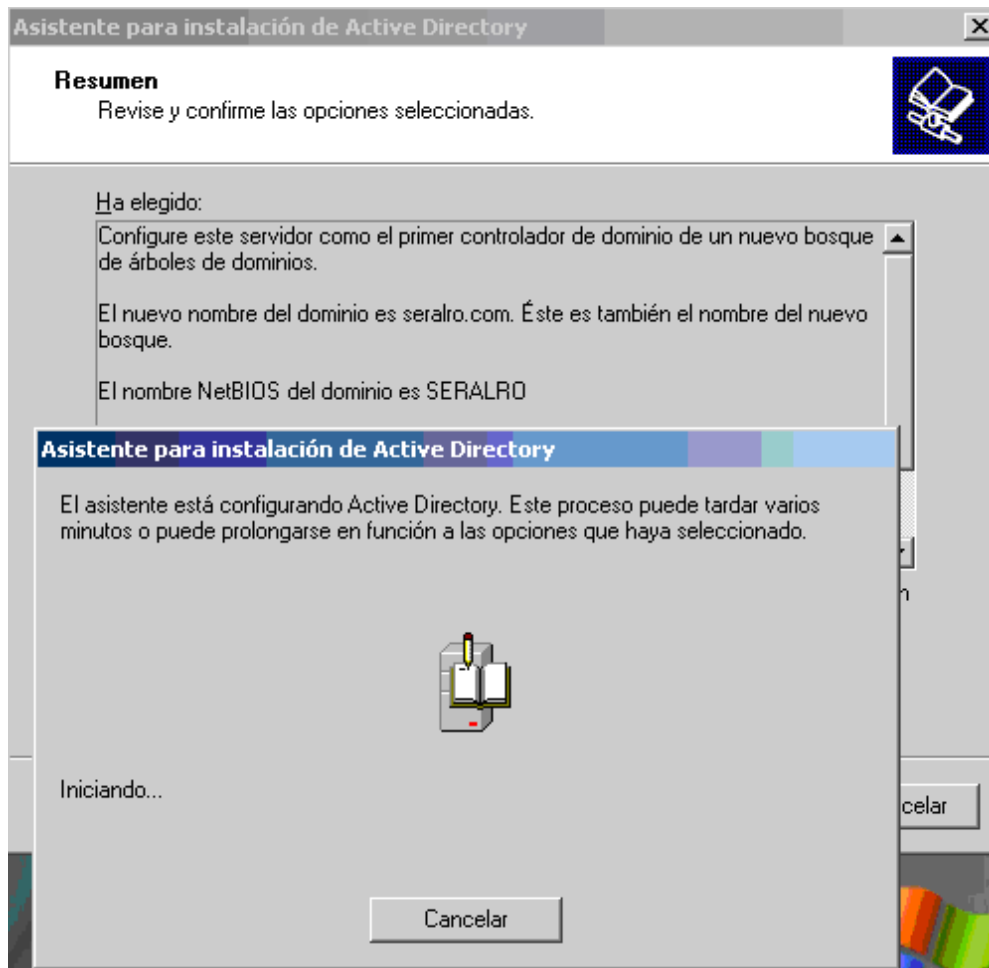 Asistente para instalación de Active Directory
Resumen
Revise y confirme las opciones seleccionadas.
Ha elegido:
Configure este servidor como el primer controlador de dominio de un nuevo bosque
de árboles de dominios.
El nuevo nombre del dominio es seralro.com. Éste es también el nombre del nuevo
bosque.
El nombre NetBIOS del dominio es SERALRO
Asistente para instalación de Active Directory
El asistente está configurando Active Directory. Este proceso puede tardar varios
minutos o puede prolongarse en función a las opciones que haya seleccionado.
Iniciando...
celar
Cancelar